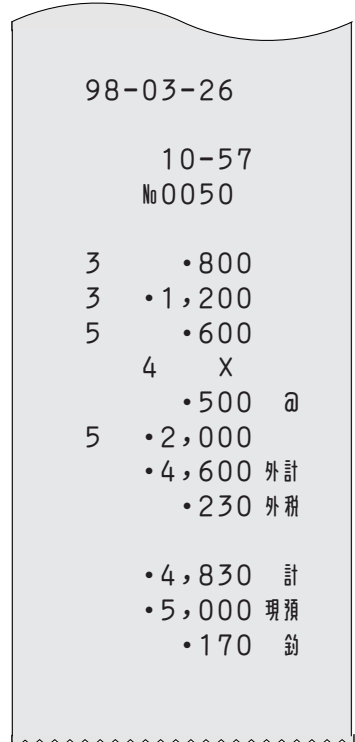 98-03-26
10-57
№0050
3 •800
3 •1,200
5 •600
4 X
•500 @
5 •2,000
•4,600 外計
•230 外税
•4,830 計
•5,000 現預
•170 釣